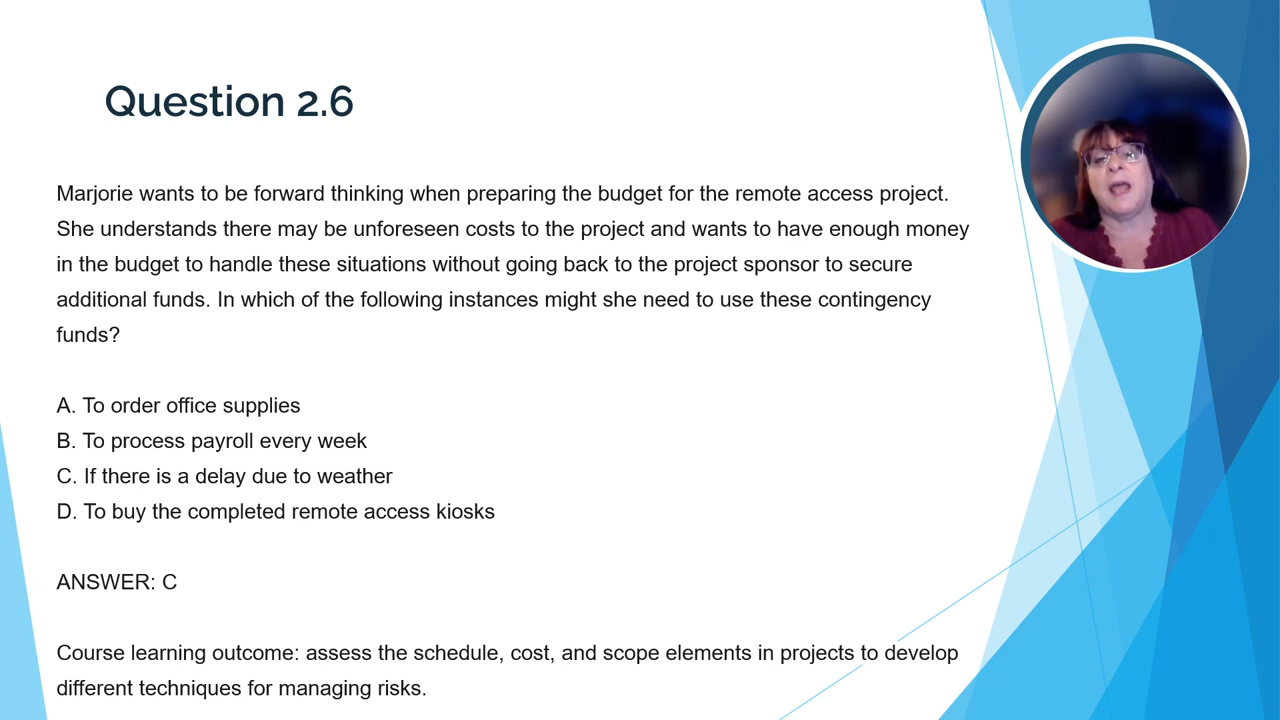 Question 2.6
Marjorie wants to be forward thinking when preparing the budget for the remote access project.
She understands there may be unforeseen costs to the project and wants to have enough money
in the budget to handle these situations without going back to the project sponsor to secure
additional funds. In which of the following instances might she need to use these contingency
funds?
A. To order office supplies
B. To process payroll every week
C. If there is a delay due to weather
D. To buy the completed remote access kiosks
ANSWER: C
Course learning outcome: assess the schedule, cost, and scope elements in projects to develop
different techniques for managing risks.